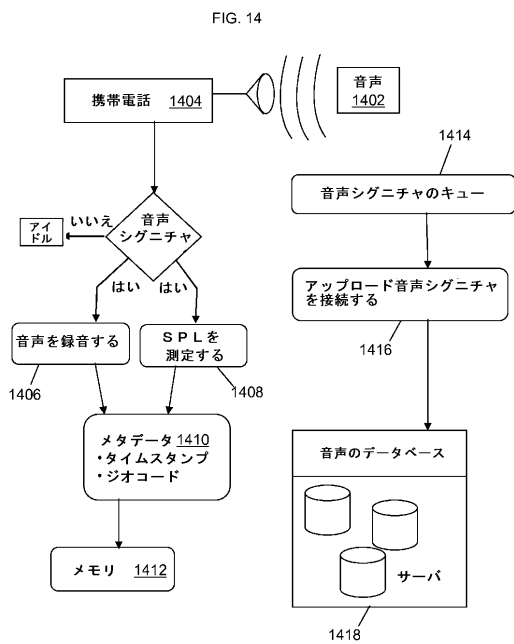 FIG. 14
音声
1402
携帯電話 1404
1414
音声シグニチャのキュー
音声
シグニチャ
いいえ
アイ
ドル
はい
はい
アップロード音声シグニチャ
を接続する
1416
音声を録音する
1406
SPLを
測定する
1408
メタデータ 1410
・タイムスタンプ
・ジオコード
メモリ 1412
音声のデータベース
サーバ
1418